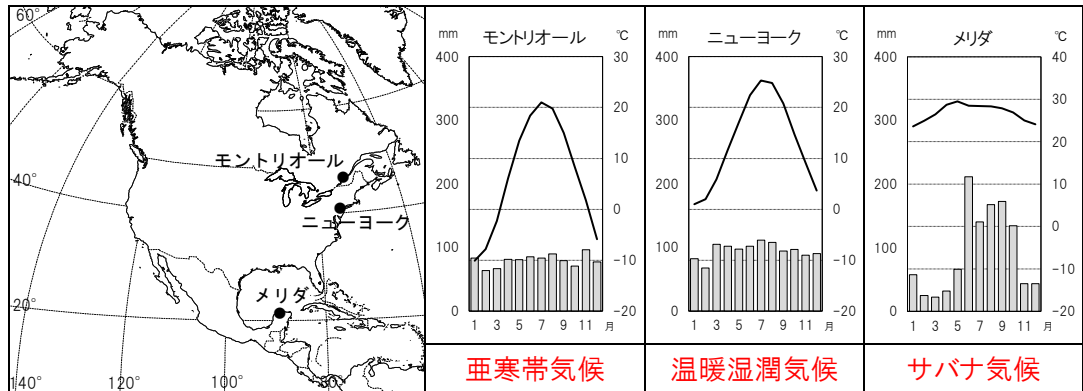 60°
40°
20°
140°
120°
100°
80°
モントリオール
ニューヨーク
メリダ
mm モントリオール ℃
400 30
300 20
200 10
100 0
0 -10
-20
1 3 5 7 9 11 月
亜寒帯気候
mm ニューヨーク ℃
400 30
300 20
200 10
100 0
0 -10
-20
1 3 5 7 9 11 月
温暖湿潤気候
mm メリダ ℃
400 40
300 30
200 20
100 10
0 0
-10
-20
1 3 5 7 9 11 月
サバナ気候